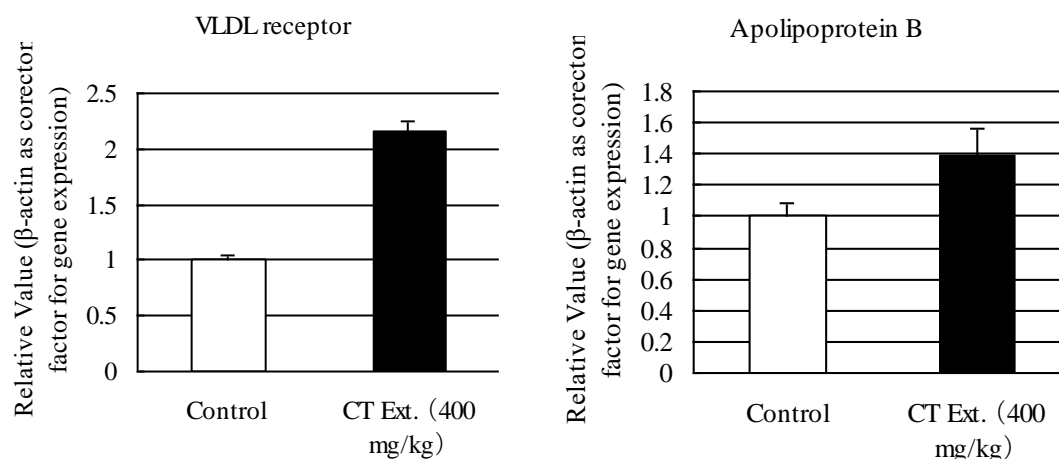 VLDL receptor
Relative Value (β-actin as corector
factor for gene expression)
2.5
2
1.5
1
0.5
0
Control
CT Ext.（400
mg/kg）
Apolipoprotein B
Relative Value (β-actin as corector
factor for gene expression)
1.8
1.6
1.4
1.2
1
0.8
0.6
0.4
0.2
0
Control
CT Ext.（400
mg/kg）